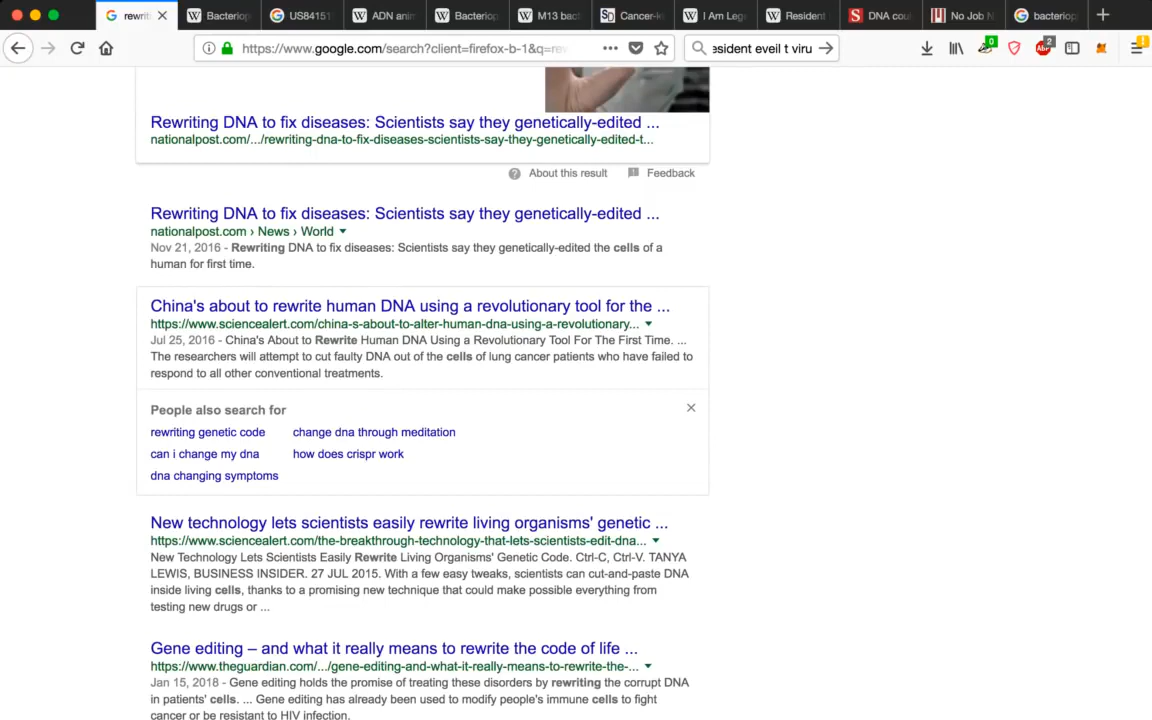 rewriti
Bacteriop
US84151
ADN anim
Bacteriop
M13 bact
Cancer-k
I Am Lege
Resident
DNA coul
No Job N
bacteriop
https://www.google.com/search?client=firefox-b-1&q=rew
esident eveil t viru
0
2
Rewriting DNA to fix diseases: Scientists say they genetically-edited ...
nationalpost.com/.../rewriting-dna-to-fix-diseases-scientists-say-they-genetically-edited-t...
About this result Feedback
Rewriting DNA to fix diseases: Scientists say they genetically-edited ...
nationalpost.com › News › World
Nov 21, 2016 - Rewriting DNA to fix diseases: Scientists say they genetically-edited the cells of a
human for first time.
China's about to rewrite human DNA using a revolutionary tool for the ...
https://www.sciencealert.com/china-s-about-to-alter-human-dna-using-a-revolutionary...
Jul 25, 2016 - China's About to Rewrite Human DNA Using a Revolutionary Tool For The First Time. ...
The researchers will attempt to cut faulty DNA out of the cells of lung cancer patients who have failed to
respond to all other conventional treatments.
People also search for
rewriting genetic code change dna through meditation
can i change my dna how does crispr work
dna changing symptoms
New technology lets scientists easily rewrite living organisms' genetic ...
https://www.sciencealert.com/the-breakthrough-technology-that-lets-scientists-edit-dna...
New Technology Lets Scientists Easily Rewrite Living Organisms' Genetic Code. Ctrl-C, Ctrl-V. TANYA
LEWIS, BUSINESS INSIDER. 27 JUL 2015. With a few easy tweaks, scientists can cut-and-paste DNA
inside living cells, thanks to a promising new technique that could make possible everything from
testing new drugs or ...
Gene editing – and what it really means to rewrite the code of life ...
https://www.theguardian.com/.../gene-editing-and-what-it-really-means-to-rewrite-the-...
Jan 15, 2018 - Gene editing holds the promise of treating these disorders by rewriting the corrupt DNA
in patients' cells. ... Gene editing has already been used to modify people's immune cells to fight
cancer or be resistant to HIV infection.